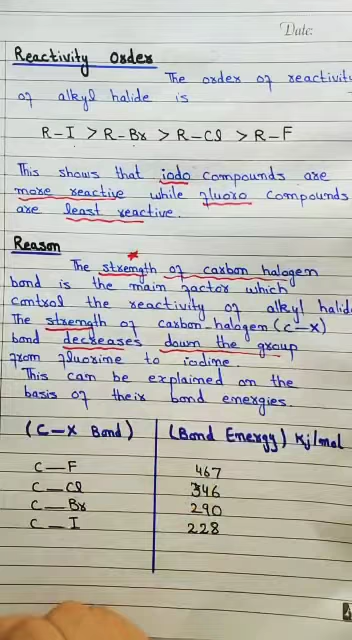 Date:
Reactivity Order
The order of reactivity
of alkyl halide is
R-I > R-Br > R-Cl > R-F
This shows that iodo compounds are
more reactive while fluoro compounds
are least reactive.
Reason
The strength of carbon halogen
bond is the main factor which
control the reactivity of alkyl halid
The strength of carbon-halogen (C-X)
bond decreases down the group
from fluorine to iodine.
This can be explained on the
basis of their bond energies.
(C-X Bond) (Bond Energy) Kj/mol
C-F 467
C-Cl 346
C-Br 290
C-I 228